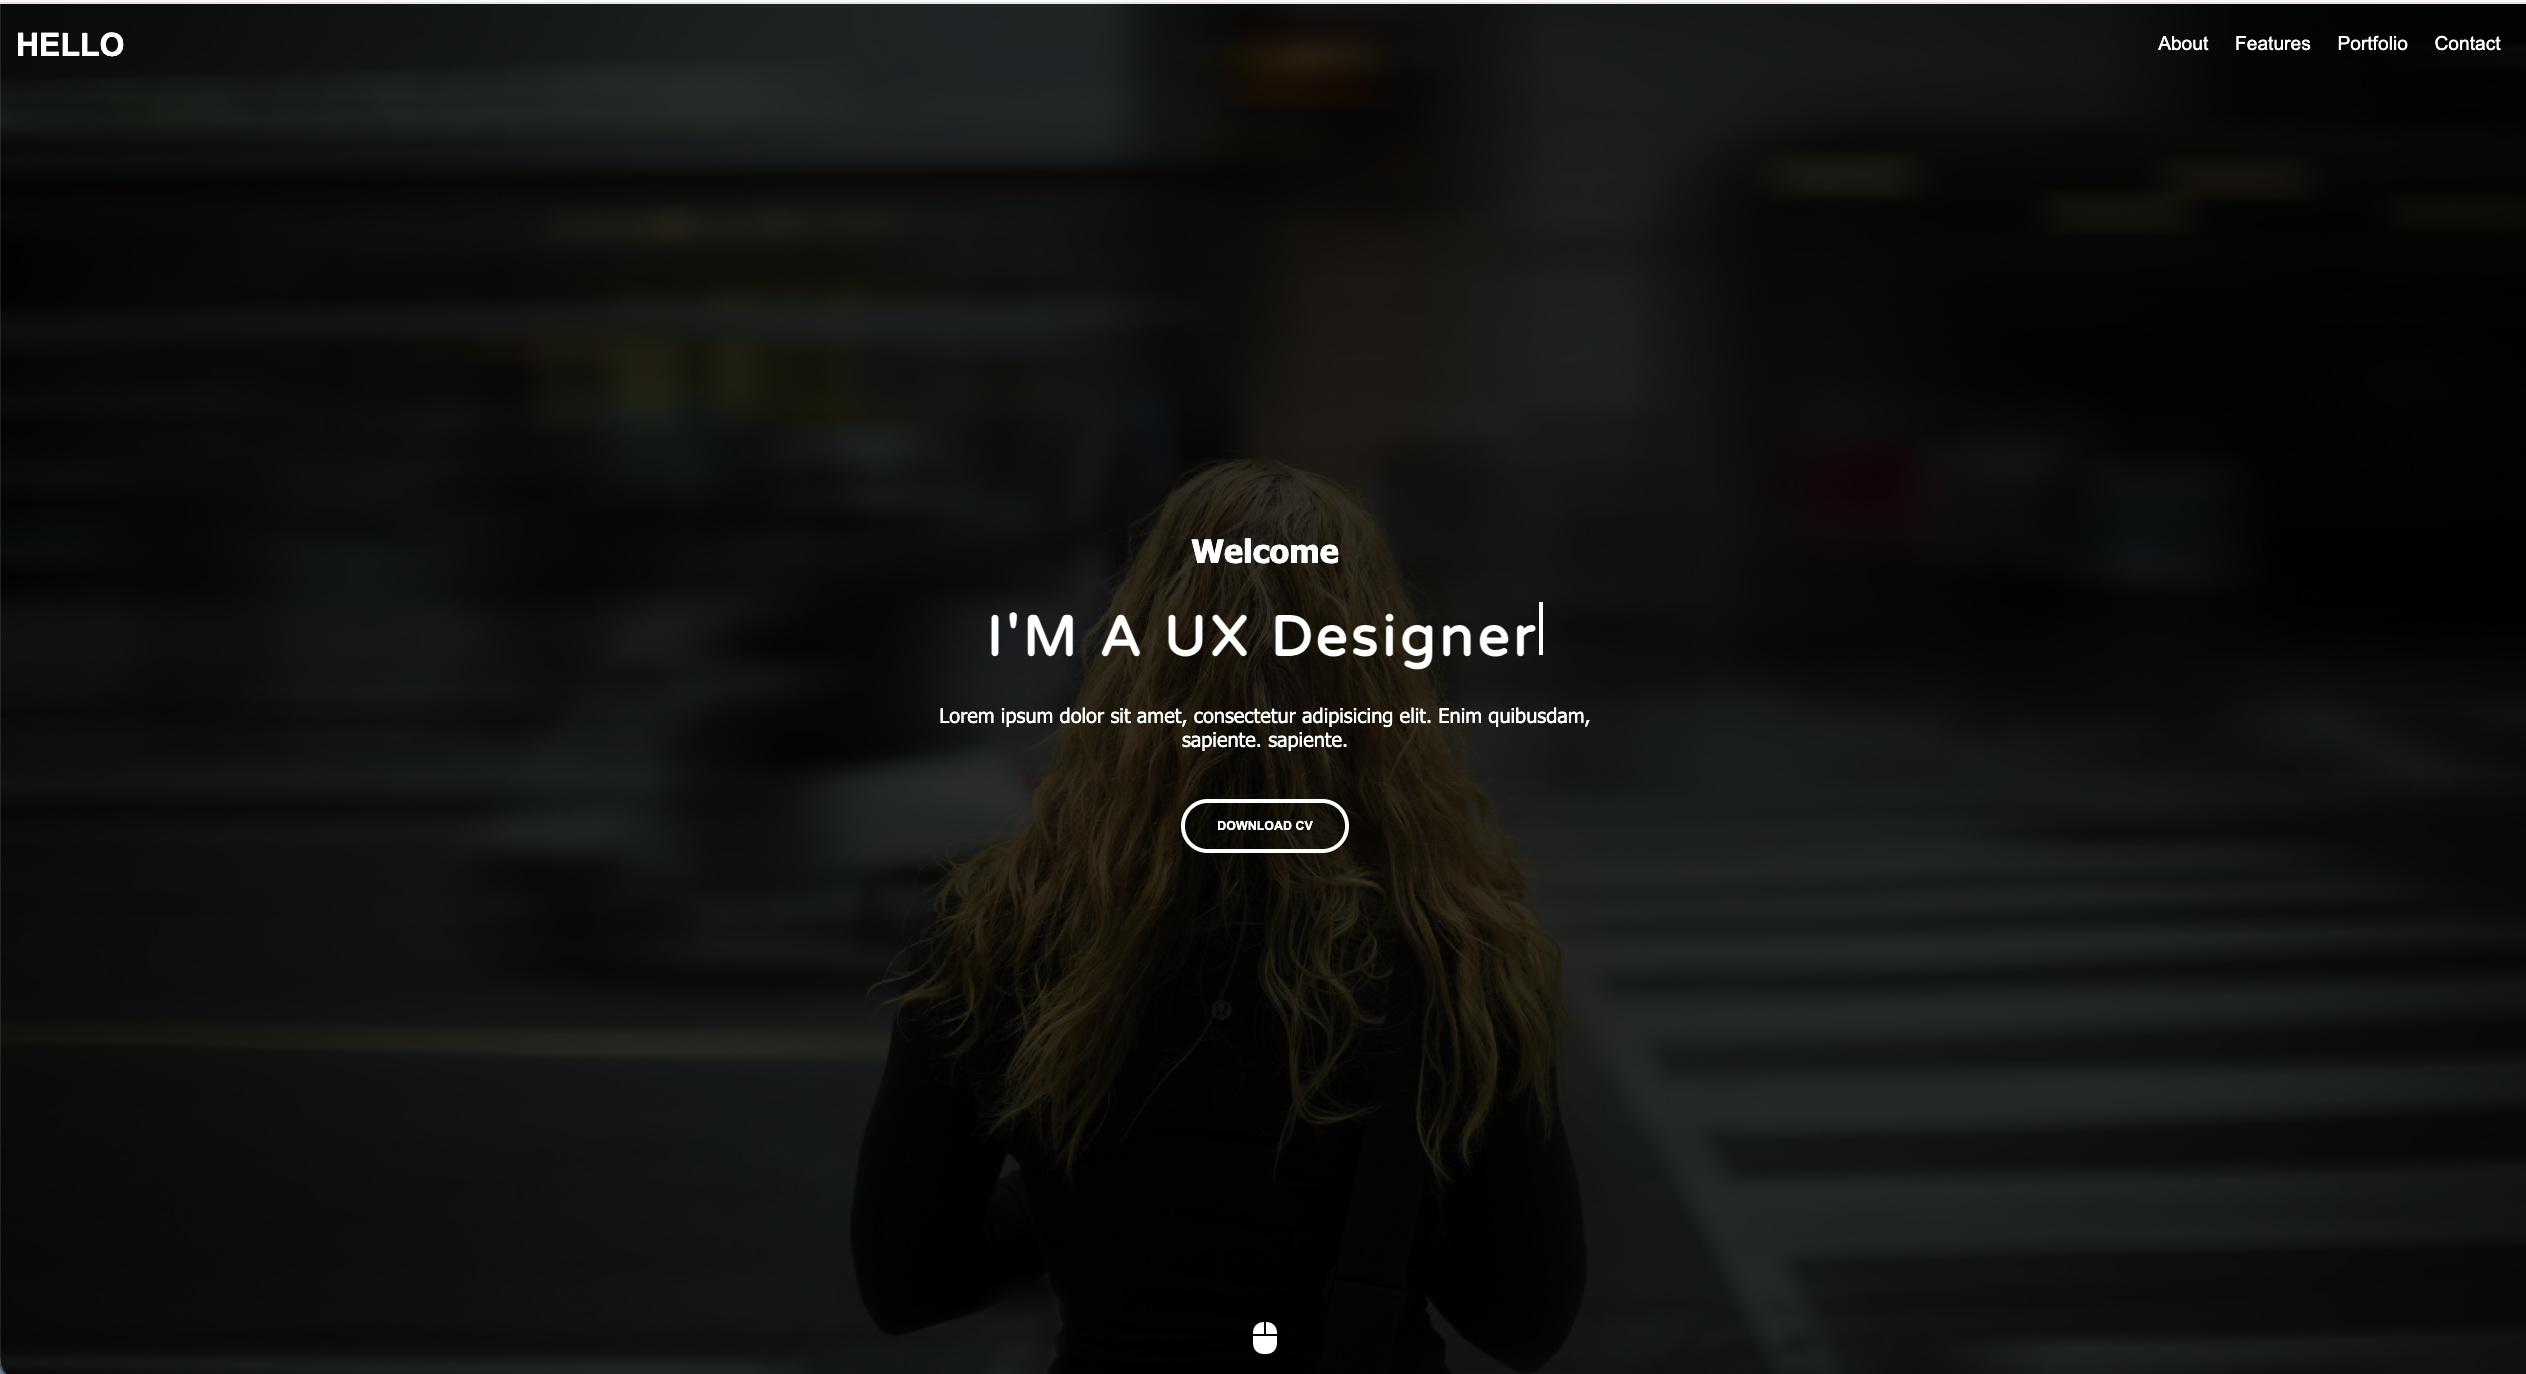 HELLO
About Features Portfolio Contact
Welcome
I'M A UX Designer
Lorem ipsum dolor sit amet, consectetur adipisicing elit. Enim quibusdam,
sapiente. sapiente.
DOWNLOAD CV